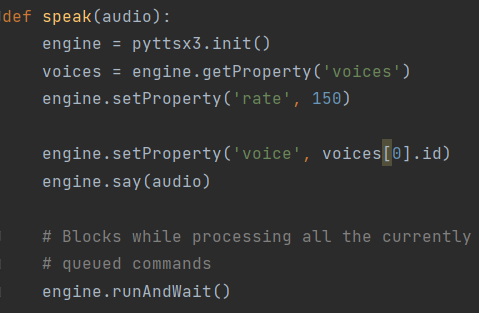 def speak(audio):
    engine = pyttsx3.init()
    voices = engine.getProperty('voices')
    engine.setProperty('rate', 150)

    engine.setProperty('voice', voices[0].id)
    engine.say(audio)

    # Blocks while processing all the currently
    # queued commands
    engine.runAndWait()